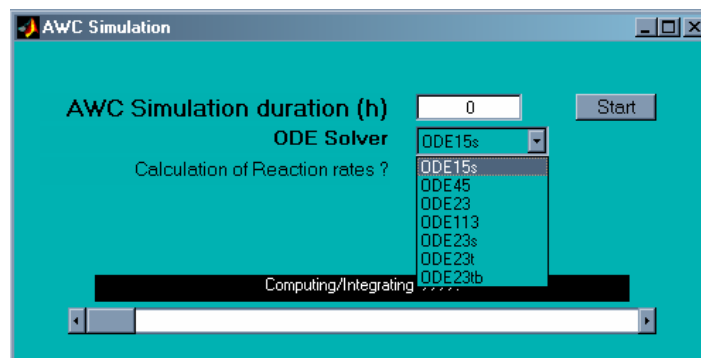 AWC Simulation
AWC Simulation duration (h) 0 Start
ODE Solver ODE15s
Calculation of Reaction rates ?
ODE15s
ODE45
ODE23
ODE113
ODE23s
ODE23t
ODE23tb
Computing/Integrating